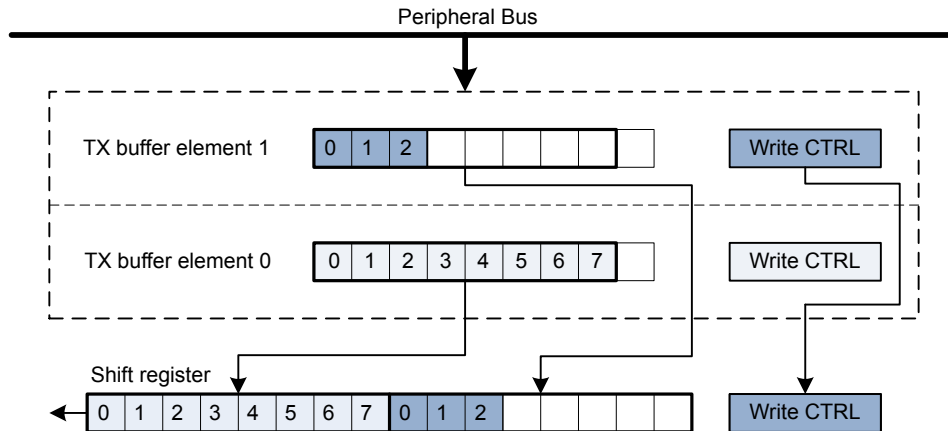 Peripheral Bus
TX buffer element 1 0 1 2 Write CTRL
TX buffer element 0 0 1 2 3 4 5 6 7 Write CTRL
Shift register
0 1 2 3 4 5 6 7 0 1 2 Write CTRL